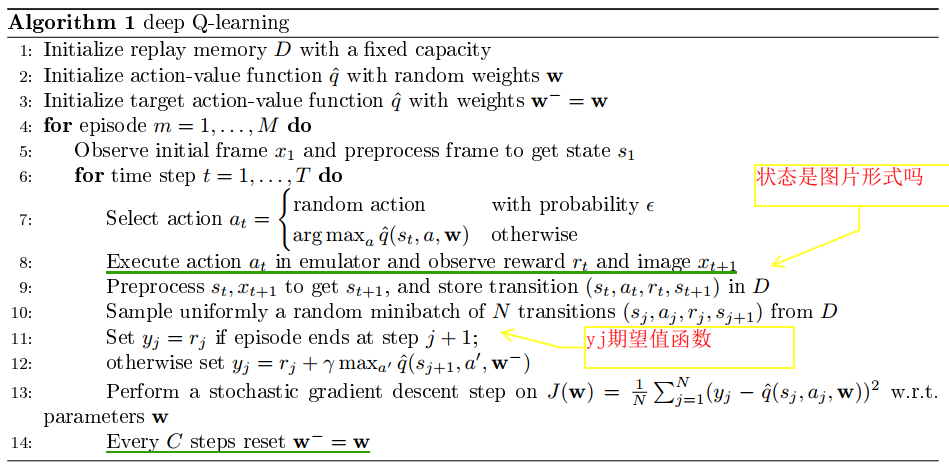 Algorithm 1 deep Q-learning
1: Initialize replay memory D with a fixed capacity
2: Initialize action-value function q̂ with random weights w
3: Initialize target action-value function q̂ with weights w⁻ = w
4: for episode m = 1, . . . , M do
5: Observe initial frame x₁ and preprocess frame to get state s₁
6: for time step t = 1, . . . , T do
状态是图片形式吗
7: Select action aₜ = { random action with probability ϵ
arg maxₐ q̂(sₜ, a, w) otherwise
8: Execute action aₜ in emulator and observe reward rₜ and image xₜ₊₁
9: Preprocess sₜ, xₜ₊₁ to get sₜ₊₁, and store transition (sₜ, aₜ, rₜ, sₜ₊₁) in D
10: Sample uniformly a random minibatch of N transitions (sⱼ, aⱼ, rⱼ, sⱼ₊₁) from D
11: Set yⱼ = rⱼ if episode ends at step j + 1;
yj期望值函数
12: otherwise set yⱼ = rⱼ + γ maxₐ′ q̂(sⱼ₊₁, a′, w⁻)
13: Perform a stochastic gradient descent step on J(w) = 1/N ∑ⱼ₌₁ᴺ (yⱼ − q̂(sⱼ, aⱼ, w))² w.r.t.
parameters w
14: Every C steps reset w⁻ = w